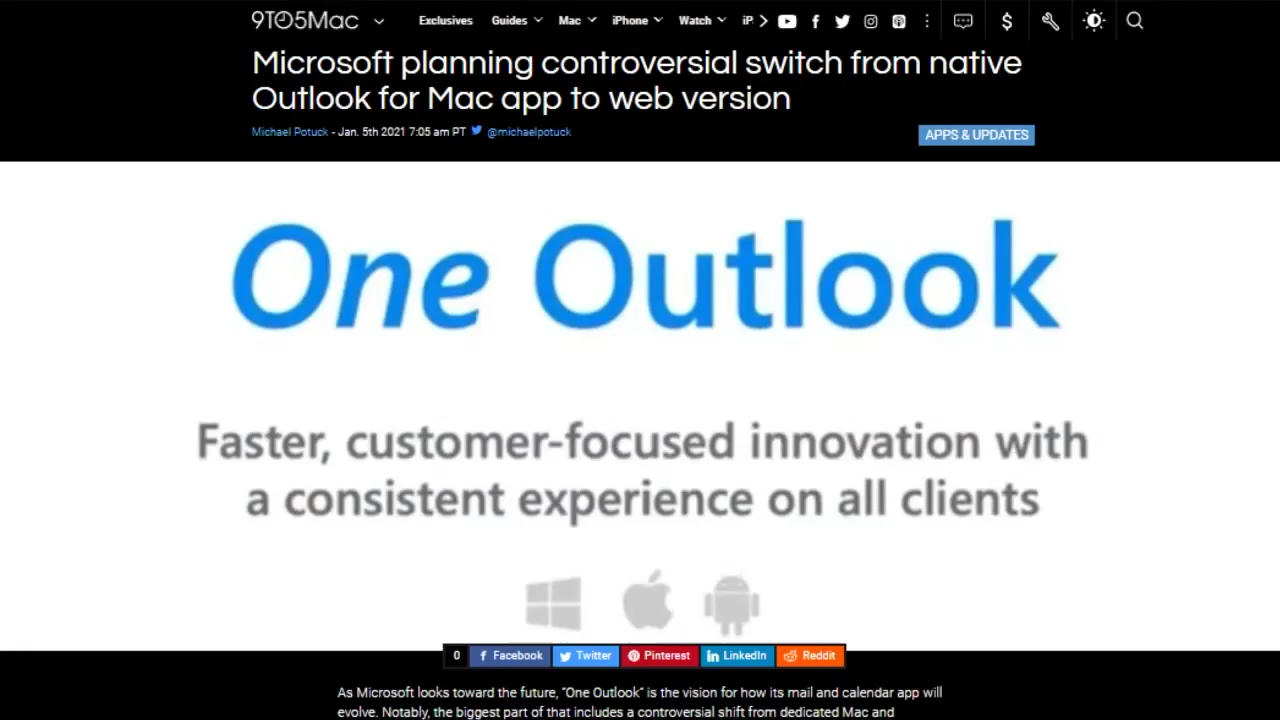 9TO5Mac Exclusives Guides Mac iPhone Watch iP
Microsoft planning controversial switch from native
Outlook for Mac app to web version
Michael Potuck - Jan. 5th 2021 7:05 am PT @michaelpotuck
APPS & UPDATES
One Outlook
Faster, customer-focused innovation with
a consistent experience on all clients
0 Facebook Twitter Pinterest LinkedIn Reddit
As Microsoft looks toward the future, “One Outlook” is the vision for how its mail and calendar app will
evolve. Notably, the biggest part of that includes a controversial shift from dedicated Mac and